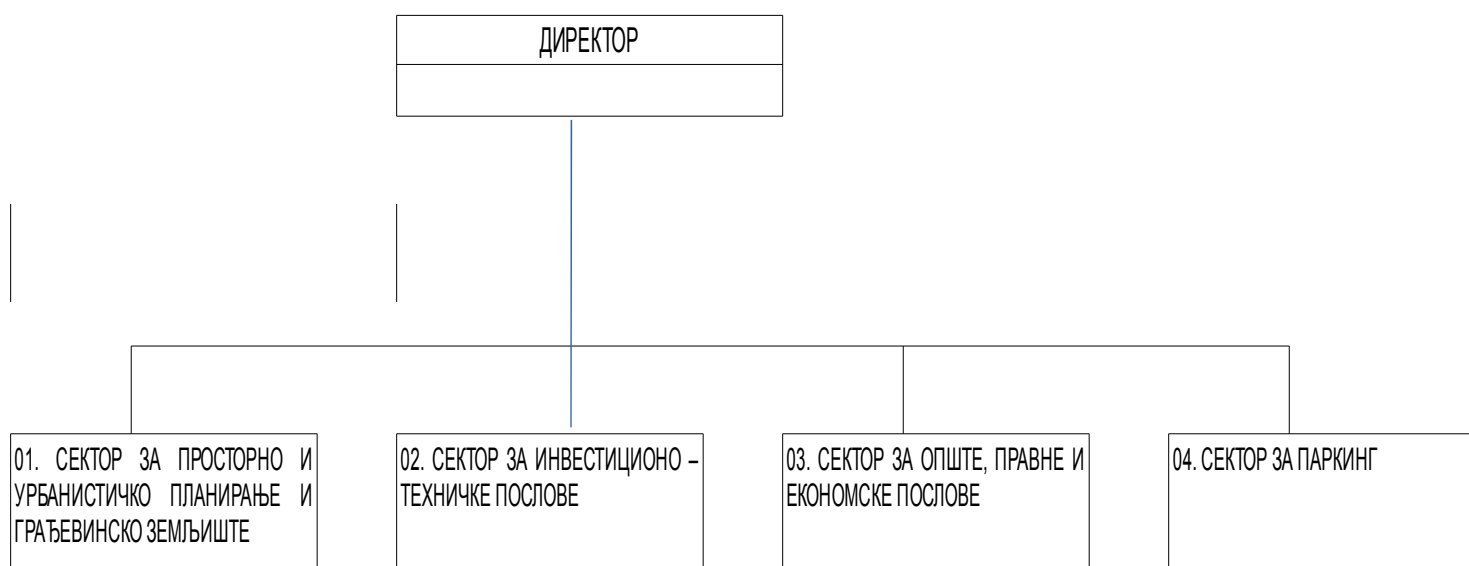 ДИРЕКТОР
01. СЕКТОР ЗА ПРОСТОРНО И
УРБАНИСТИЧКО ПЛАНИРАЊЕ И
ГРАЂЕВИНСКО ЗЕМЉИШТЕ
02. СЕКТОР ЗА ИНВЕСТИЦИОНО –
ТЕХНИЧКЕ ПОСЛОВЕ
03. СЕКТОР ЗА ОПШТЕ, ПРАВНЕ И
ЕКОНОМСКЕ ПОСЛОВЕ
04. СЕКТОР ЗА ПАРКИНГ